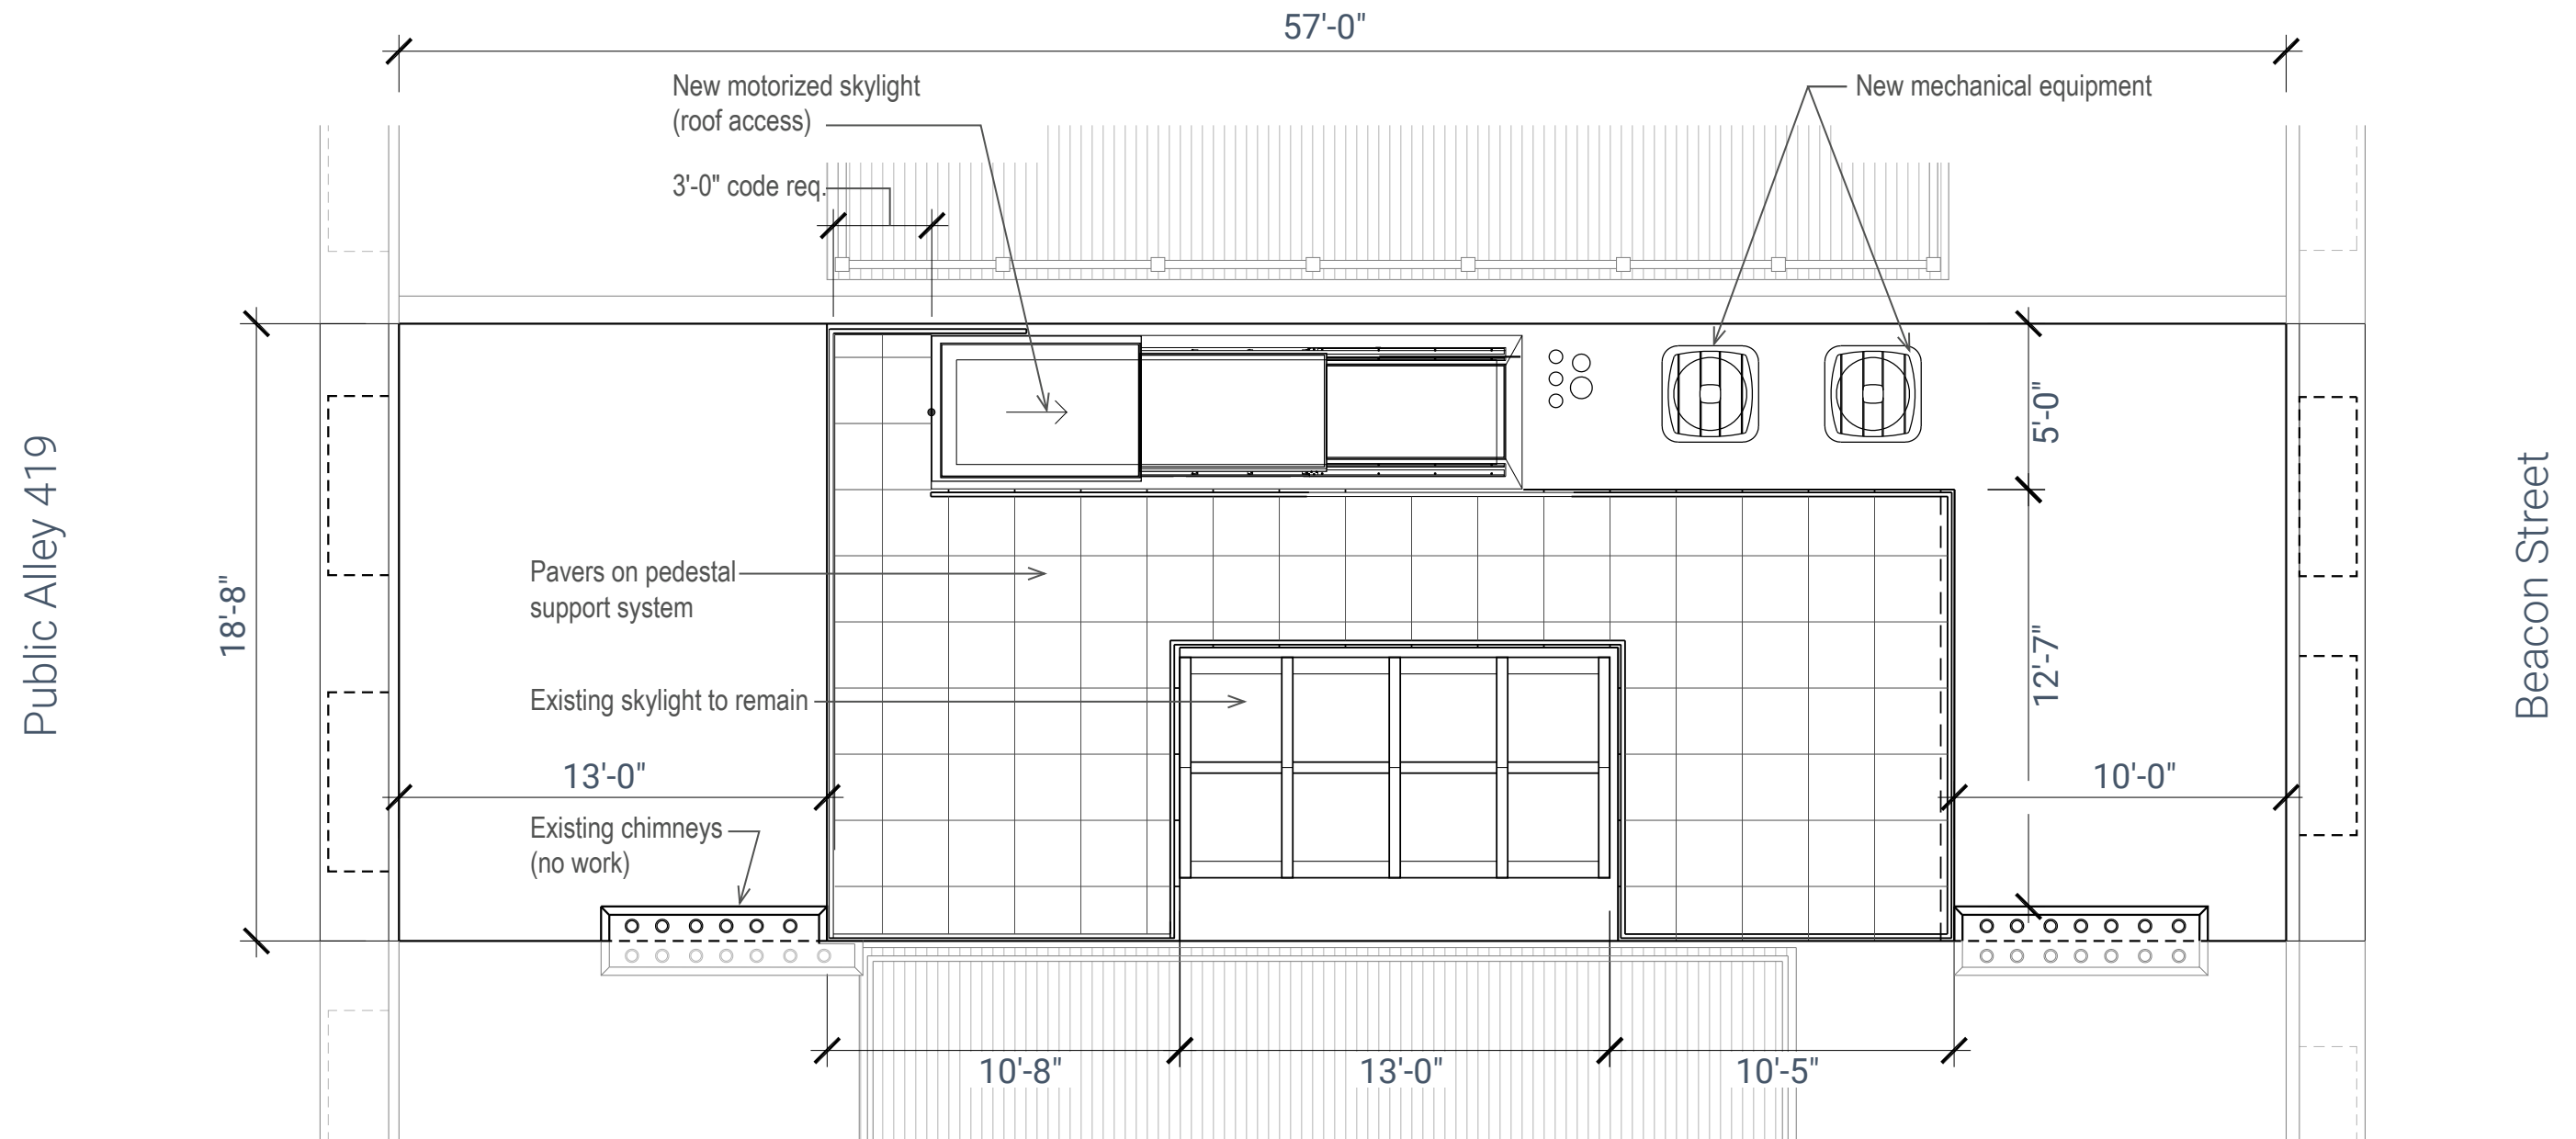 57'-0"
New motorized skylight
(roof access)
New mechanical equipment
3'-0" code req.
Public Alley 419
18'-8"
5'-0"
Beacon Street
Pavers on pedestal
support system
12'-7"
Existing skylight to remain
13'-0"
10'-0"
Existing chimneys
(no work)
10'-8"
13'-0"
10'-5"